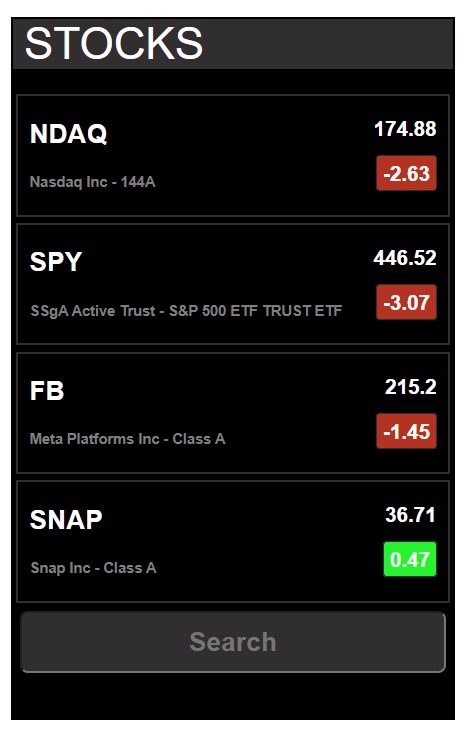 STOCKS
NDAQ 174.88
Nasdaq Inc - 144A -2.63
SPY 446.52
SSgA Active Trust - S&P 500 ETF TRUST ETF -3.07
FB 215.2
Meta Platforms Inc - Class A -1.45
SNAP 36.71
Snap Inc - Class A 0.47
Search